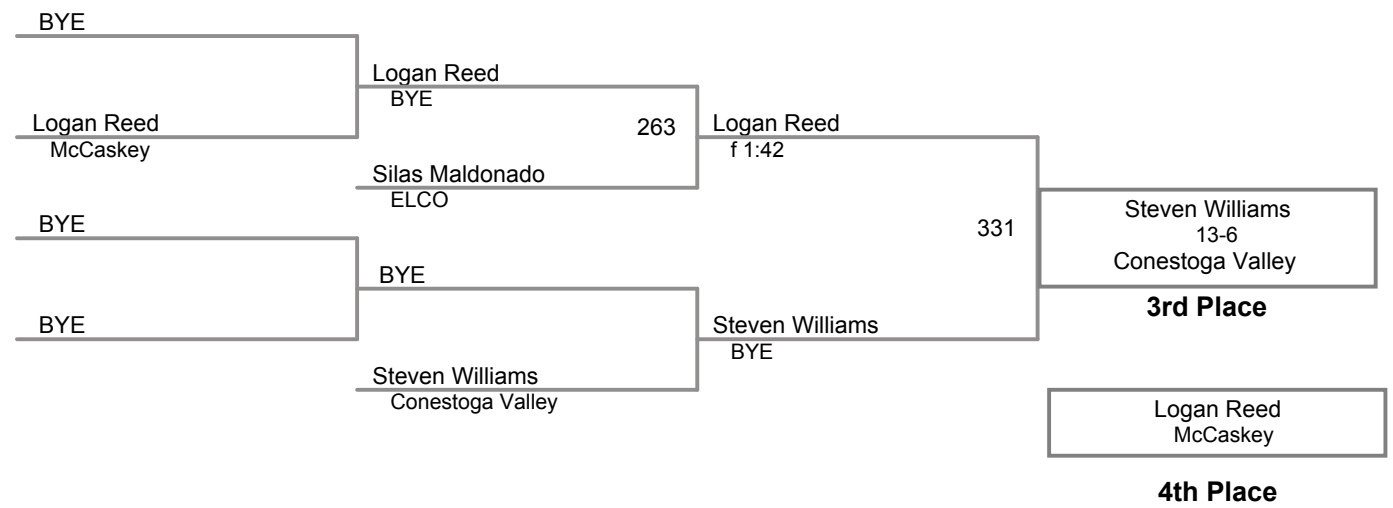 BYE
Logan Reed
BYE
Logan Reed
McCaskey
263
Logan Reed
f 1:42
Silas Maldonado
ELCO
Steven Williams
13-6
Conestoga Valley
3rd Place
331
BYE
BYE
BYE
Steven Williams
BYE
Steven Williams
Conestoga Valley
Logan Reed
McCaskey
4th Place